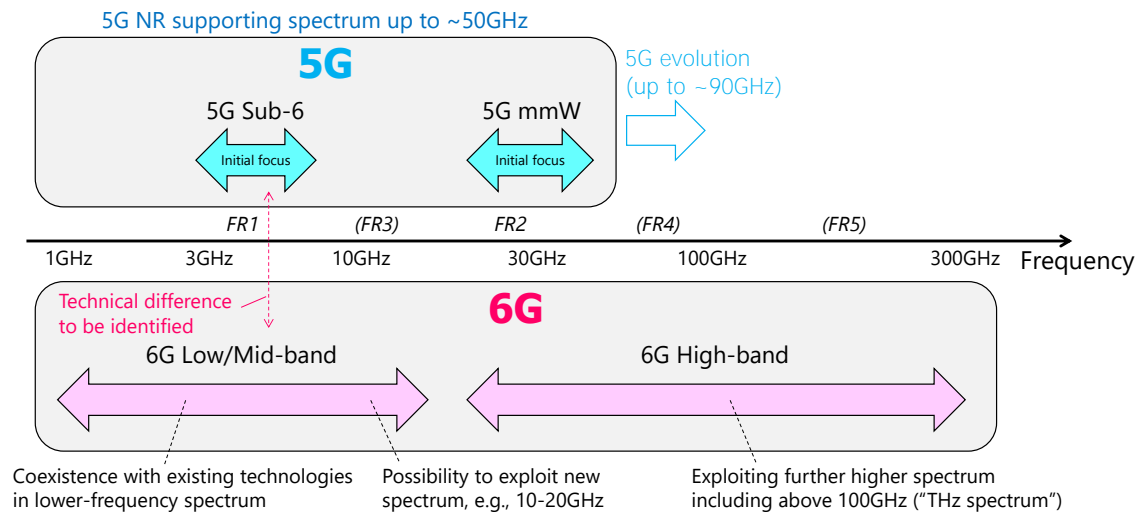 5G NR supporting spectrum up to ~50GHz
5G
5G evolution
(up to ~90GHz)
5G Sub-6
5G mmW
Initial focus
Initial focus
FR1
(FR3)
FR2
(FR4)
(FR5)
1GHz
3GHz
10GHz
30GHz
100GHz
300GHz
Frequency
Technical difference
to be identified
6G
6G Low/Mid-band
6G High-band
Coexistence with existing technologies
in lower-frequency spectrum
Possibility to exploit new
spectrum, e.g., 10-20GHz
Exploiting further higher spectrum
including above 100GHz (“THz spectrum”)